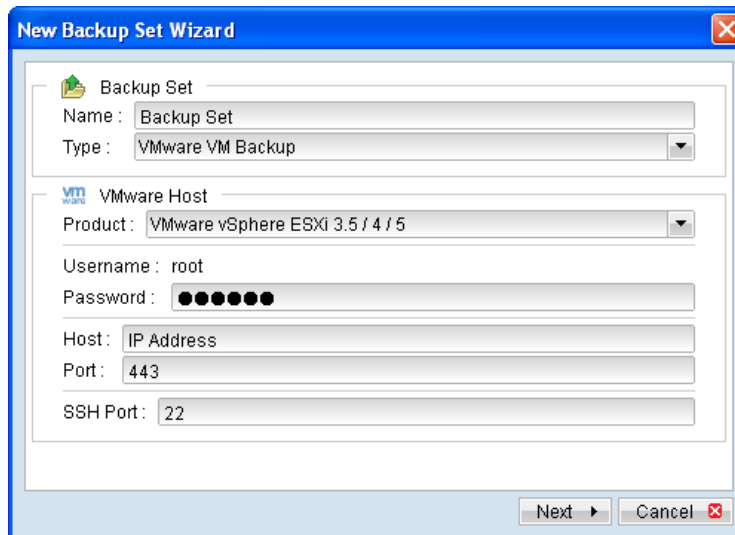 New Backup Set Wizard
Backup Set
Name : Backup Set
Type : VMware VM Backup
vm ware VMware Host
Product : VMware vSphere ESXi 3.5 / 4 / 5
Username : root
Password : ●●●●●●
Host : IP Address
Port : 443
SSH Port : 22
Next Cancel